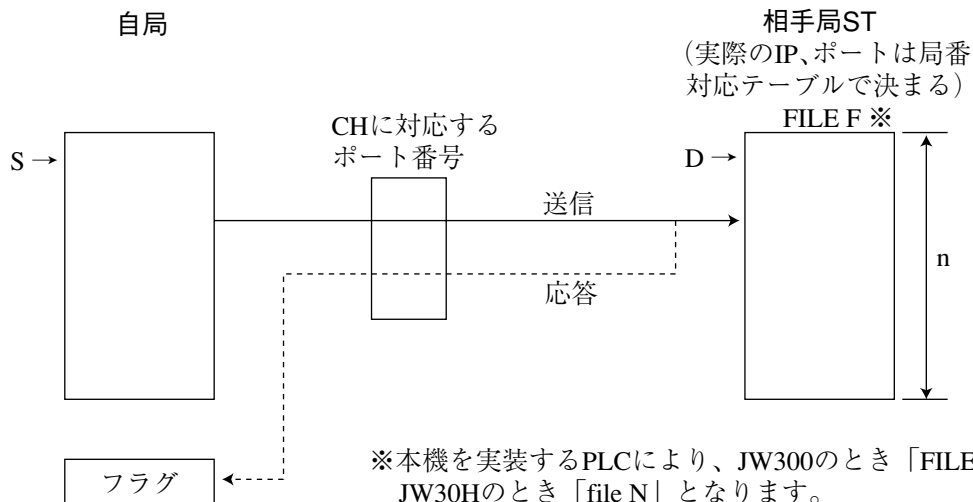 自局
相手局ST
（実際のIP、ポートは局番
対応テーブルで決まる）
FILE F ※
CHに対応する
ポート番号
S→
D→
送信
n
応答
フラグ
※本機を実装するPLCにより、JW300のとき「FILE
JW30Hのとき「file N」となります。